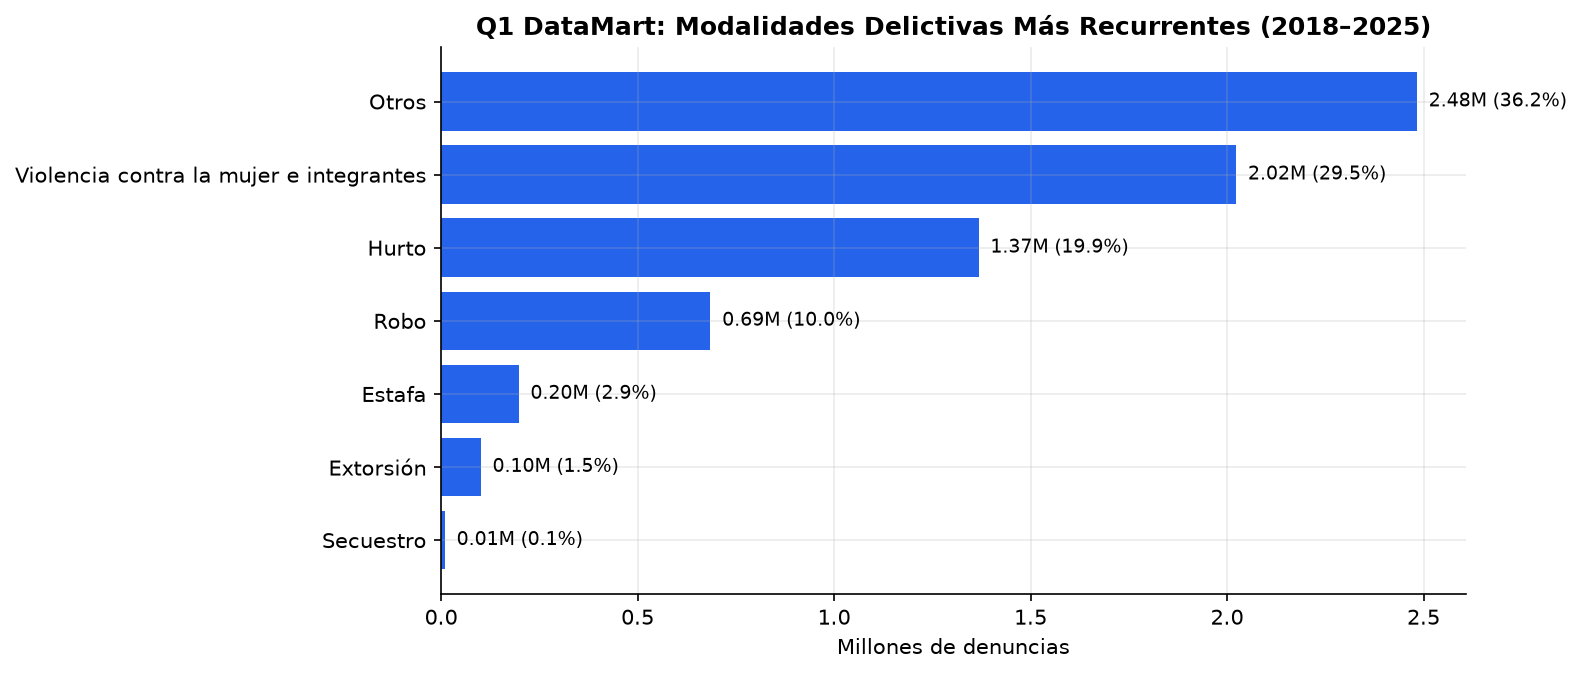 Q1 DataMart: Modalidades Delictivas Más Recurrentes (2018–2025)
Otros 2.48M (36.2%)
Violencia contra la mujer e integrantes 2.02M (29.5%)
Hurto 1.37M (19.9%)
Robo 0.69M (10.0%)
Estafa 0.20M (2.9%)
Extorsión 0.10M (1.5%)
Secuestro 0.01M (0.1%)
0.0 0.5 1.0 1.5 2.0 2.5
Millones de denuncias